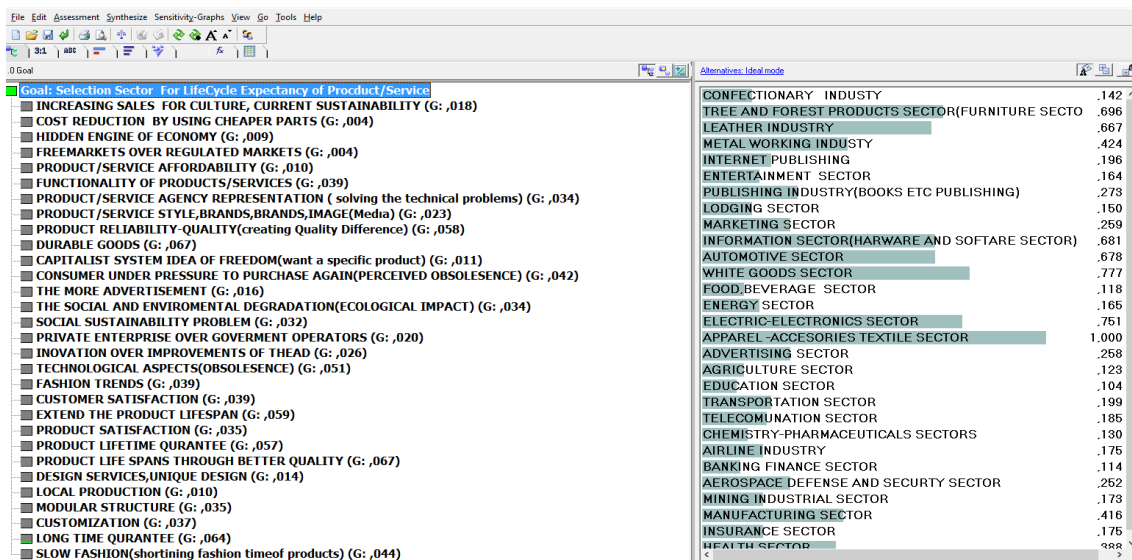 File Edit Assessment Synthesize Sensitivity-Graphs View Go Tools Help
3:1 ABC fx
.0 Goal
Goal: Selection Sector For LifeCycle Expectancy of Procduct/Service
INCREASING SALES FOR CULTURE, CURRENT SUSTAINABILITY (G: ,018)
COST REDUCTION BY USING CHEAPER PARTS (G: ,004)
HIDDEN ENGINE OF ECONOMY (G: ,009)
FREEMARKETS OVER REGULATED MARKETS (G: ,004)
PRODUCT/SERVICE AFFORDABILITY (G: ,010)
FUNCTIONALITY OF PRODUCTS/SERVICES (G: ,039)
PRODUCT/SERVICE AGENCY REPRESENTATION ( solving the technical problems) (G: ,034)
PRODUCT/SERVICE STYLE,BRANDS,BRANDS,IMAGE(Media) (G: ,023)
PRODUCT RELIABILITY-QUALITY(creating Quality Difference) (G: ,058)
DURABLE GOODS (G: ,067)
CAPITALIST SYSTEM IDEA OF FREEDOM(want a specific product) (G: ,011)
CONSUMER UNDER PRESSURE TO PURCHASE AGAIN(PERCEIVED OBSOLESENCE) (G: ,042)
THE MORE ADVERTISEMENT (G: ,016)
THE SOCIAL AND ENVIROMENTAL DEGRADATION(ECOLOGICAL IMPACT) (G: ,034)
SOCIAL SUSTAINABILITY PROBLEM (G: ,032)
PRIVATE ENTERPRISE OVER GOVERMENT OPERATORS (G: ,020)
INOVATION OVER IMPROVEMENTS OF THEAD (G: ,026)
TECHNOLOGICAL ASPECTS(OBSOLESENCE) (G: ,051)
FASHION TRENDS (G: ,039)
CUSTOMER SATISFACTION (G: ,039)
EXTEND THE PRODUCT LIFESPAN (G: ,059)
PRODUCT SATISFACTION (G: ,035)
PRODUCT LIFETIME QURANTEE (G: ,057)
PRODUCT LIFE SPANS THROUGH BETTER QUALITY (G: ,067)
DESIGN SERVICES,UNIQUE DESIGN (G: ,014)
LOCAL PRODUCTION (G: ,010)
MODULAR STRUCTURE (G: ,035)
CUSTOMIZATION (G: ,037)
LONG TIME QURANTEE (G: ,064)
SLOW FASHION(shortining fashion timeof products) (G: ,044)
Alternatives: Ideal mode
CONFECTIONARY INDUSTY ,142
TREE AND FOREST PRODUCTS SECTOR(FURNITURE SECTO ,696
LEATHER INDUSTRY ,667
METAL WORKING INDUSTY ,424
INTERNET PUBLISHING ,196
ENTERTAINMENT SECTOR ,164
PUBLISHING INDUSTRY(BOOKS ETC PUBLISHING) ,273
LODGING SECTOR ,150
MARKETING SECTOR ,259
INFORMATION SECTOR(HARWARE AND SOFTARE SECTOR) ,681
AUTOMOTIVE SECTOR ,678
WHITE GOODS SECTOR ,777
FOOD,BEVERAGE SECTOR ,118
ENERGY SECTOR ,165
ELECTRIC-ELECTRONICS SECTOR ,751
APPAREL -ACCESORIES TEXTILE SECTOR 1,000
ADVERTISING SECTOR ,258
AGRICULTURE SECTOR ,123
EDUCATION SECTOR ,104
TRANSPORTATION SECTOR ,199
TELECOMUNATION SECTOR ,185
CHEMISTRY-PHARMACEUTICALS SECTORS ,130
AIRLINE INDUSTRY ,175
BANKING FINANCE SECTOR ,114
AEROSPACE DEFENSE AND SECURTY SECTOR ,252
MINING INDUSTRIAL SECTOR ,173
MANUFACTURING SECTOR ,416
INSURANCE SECTOR ,175
HEALTH SECTOR ,388